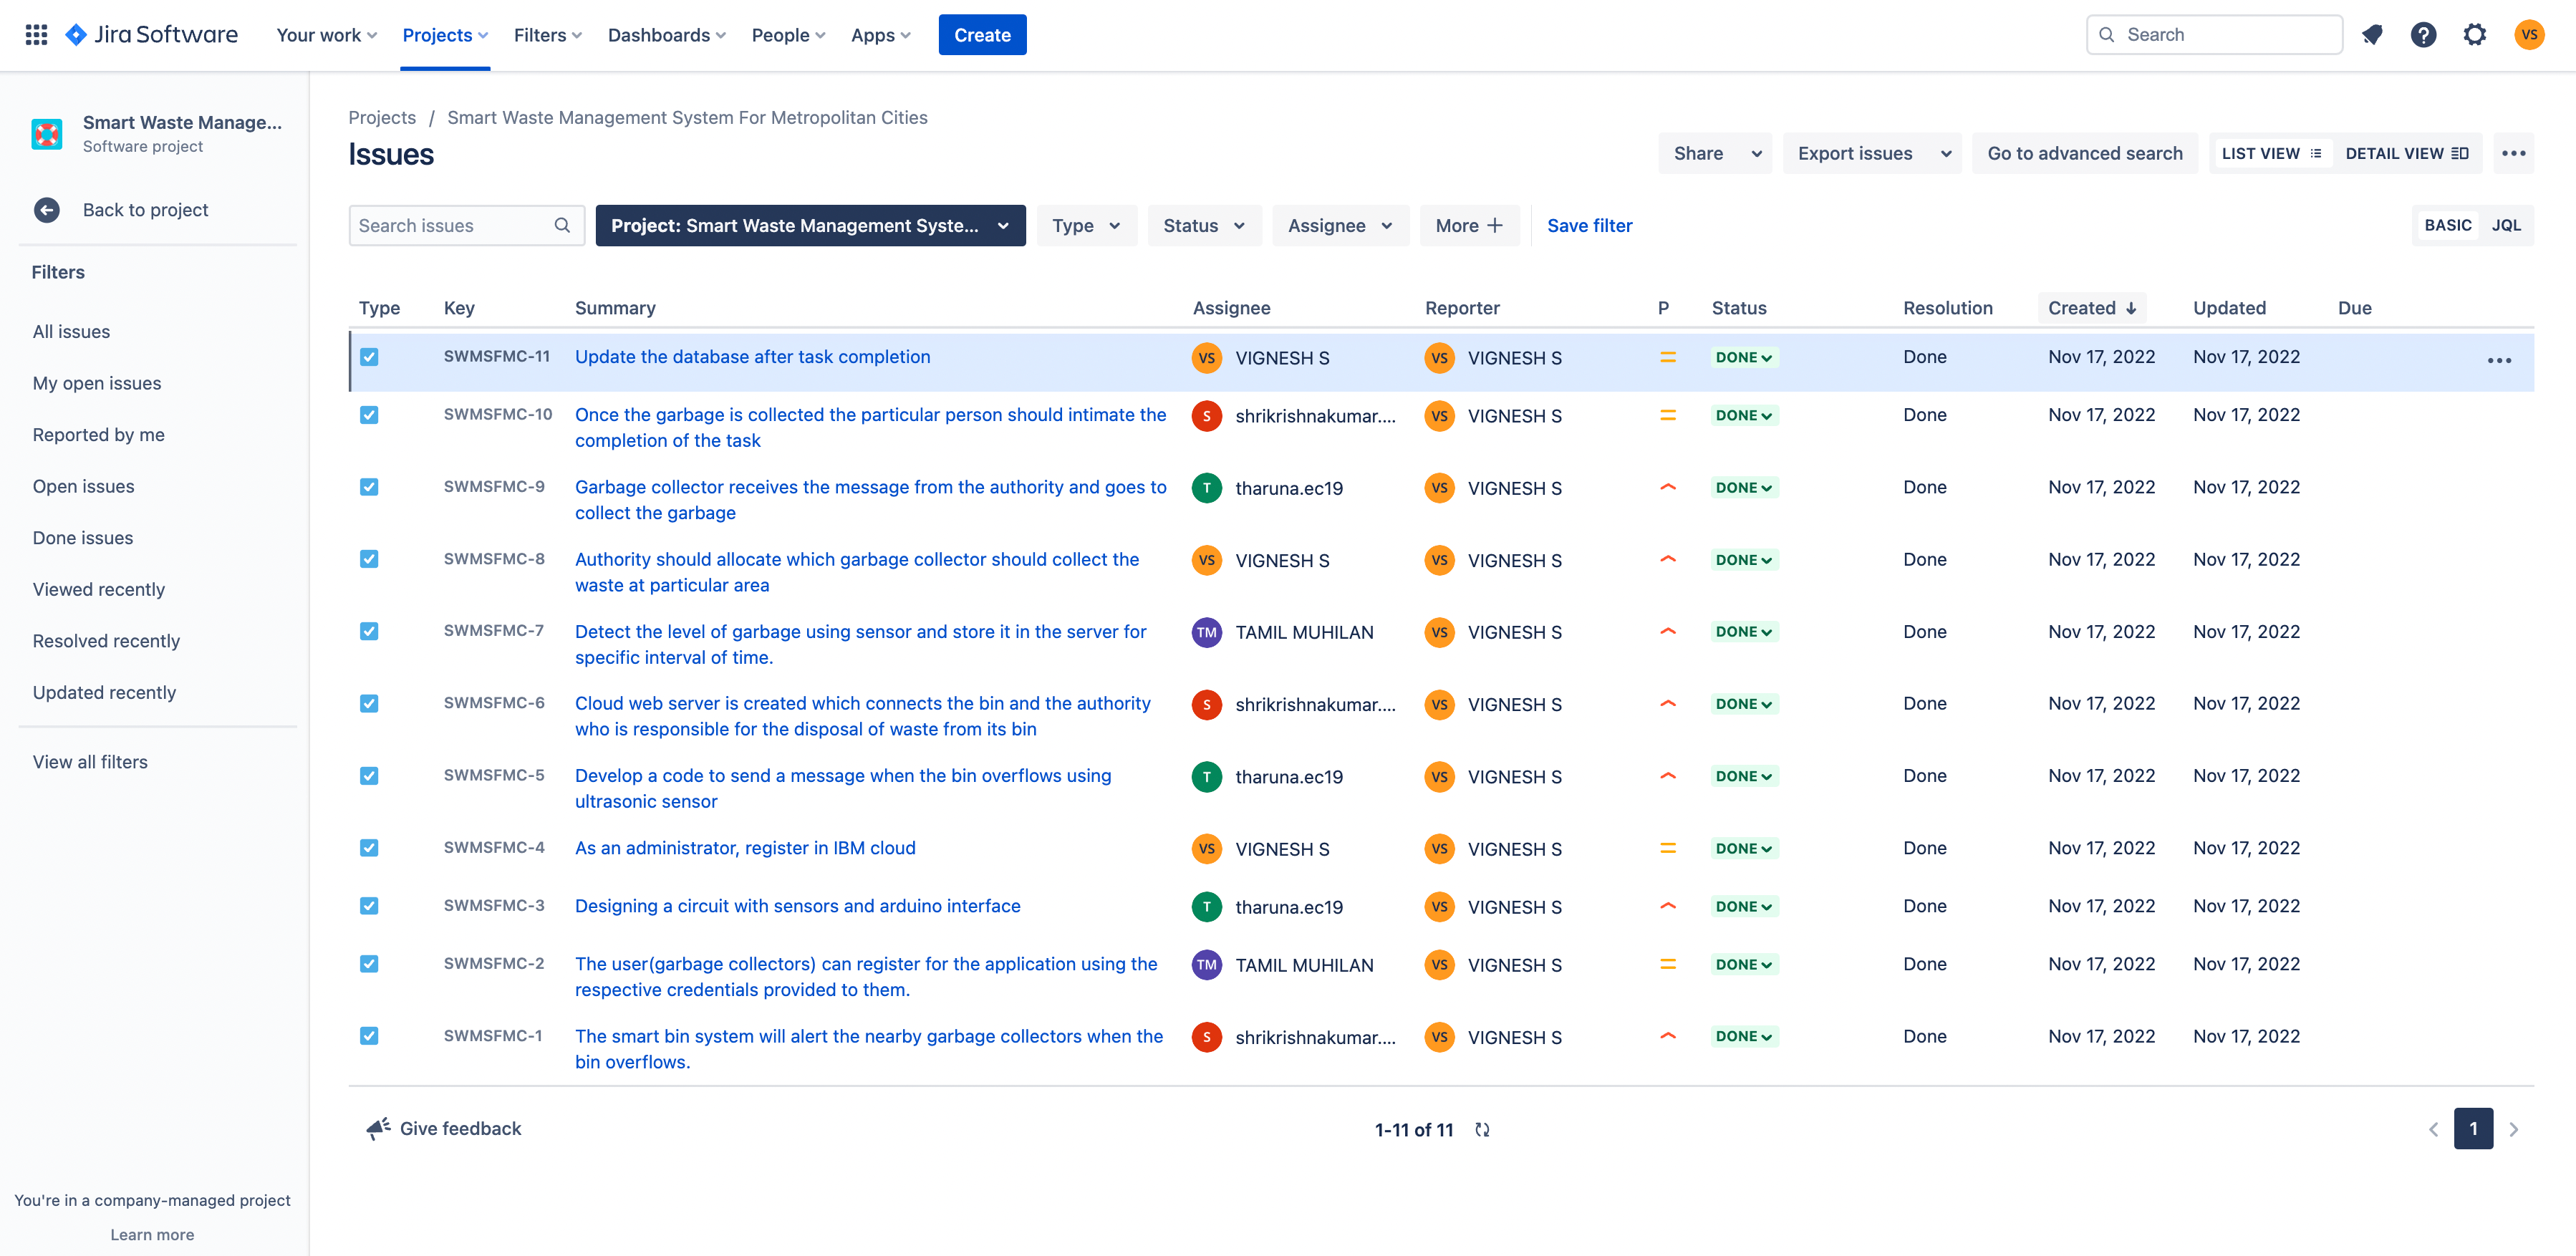 Jira Software Your work Projects Filters Dashboards People Apps Create Search VS
Smart Waste Manage...
Software project
Back to project
Filters
All issues
My open issues
Reported by me
Open issues
Done issues
Viewed recently
Resolved recently
Updated recently
View all filters
You're in a company-managed project
Learn more
Projects / Smart Waste Management System For Metropolitan Cities
Issues
Share Export issues Go to advanced search LIST VIEW DETAIL VIEW
Search issues Project: Smart Waste Management Syste... Type Status Assignee More Save filter BASIC JQL
Type Key Summary Assignee Reporter P Status Resolution Created Updated Due
SWMSFMC-11 Update the database after task completion VS VIGNESH S VS VIGNESH S DONE Done Nov 17, 2022 Nov 17, 2022
SWMSFMC-10 Once the garbage is collected the particular person should intimate the S shrikrishnakumar.... VS VIGNESH S DONE Done Nov 17, 2022 Nov 17, 2022
completion of the task
SWMSFMC-9 Garbage collector receives the message from the authority and goes to T tharuna.ec19 VS VIGNESH S DONE Done Nov 17, 2022 Nov 17, 2022
collect the garbage
SWMSFMC-8 Authority should allocate which garbage collector should collect the VS VIGNESH S VS VIGNESH S DONE Done Nov 17, 2022 Nov 17, 2022
waste at particular area
SWMSFMC-7 Detect the level of garbage using sensor and store it in the server for TM TAMIL MUHILAN VS VIGNESH S DONE Done Nov 17, 2022 Nov 17, 2022
specific interval of time.
SWMSFMC-6 Cloud web server is created which connects the bin and the authority S shrikrishnakumar.... VS VIGNESH S DONE Done Nov 17, 2022 Nov 17, 2022
who is responsible for the disposal of waste from its bin
SWMSFMC-5 Develop a code to send a message when the bin overflows using T tharuna.ec19 VS VIGNESH S DONE Done Nov 17, 2022 Nov 17, 2022
ultrasonic sensor
SWMSFMC-4 As an administrator, register in IBM cloud VS VIGNESH S VS VIGNESH S DONE Done Nov 17, 2022 Nov 17, 2022
SWMSFMC-3 Designing a circuit with sensors and arduino interface T tharuna.ec19 VS VIGNESH S DONE Done Nov 17, 2022 Nov 17, 2022
SWMSFMC-2 The user(garbage collectors) can register for the application using the TM TAMIL MUHILAN VS VIGNESH S DONE Done Nov 17, 2022 Nov 17, 2022
respective credentials provided to them.
SWMSFMC-1 The smart bin system will alert the nearby garbage collectors when the S shrikrishnakumar.... VS VIGNESH S DONE Done Nov 17, 2022 Nov 17, 2022
bin overflows.
Give feedback 1-11 of 11 1